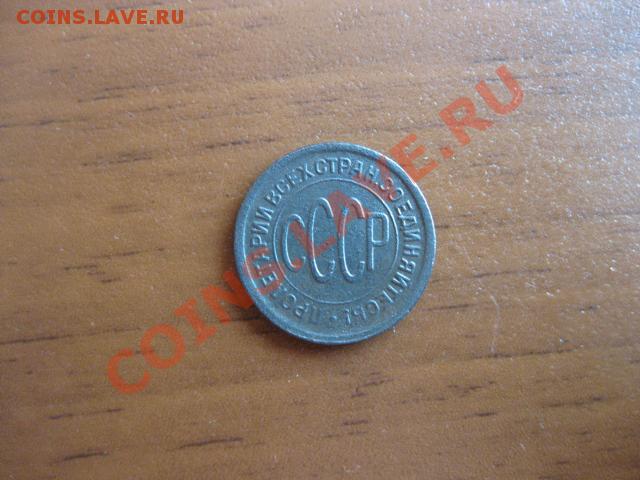 COINS.LAVE.RU
COINS.LAVE.RU
ПРОЛЕТАРИИ ВСЕХ СТРАН, СОЕДИНЯЙТЕСЬ!
СССР